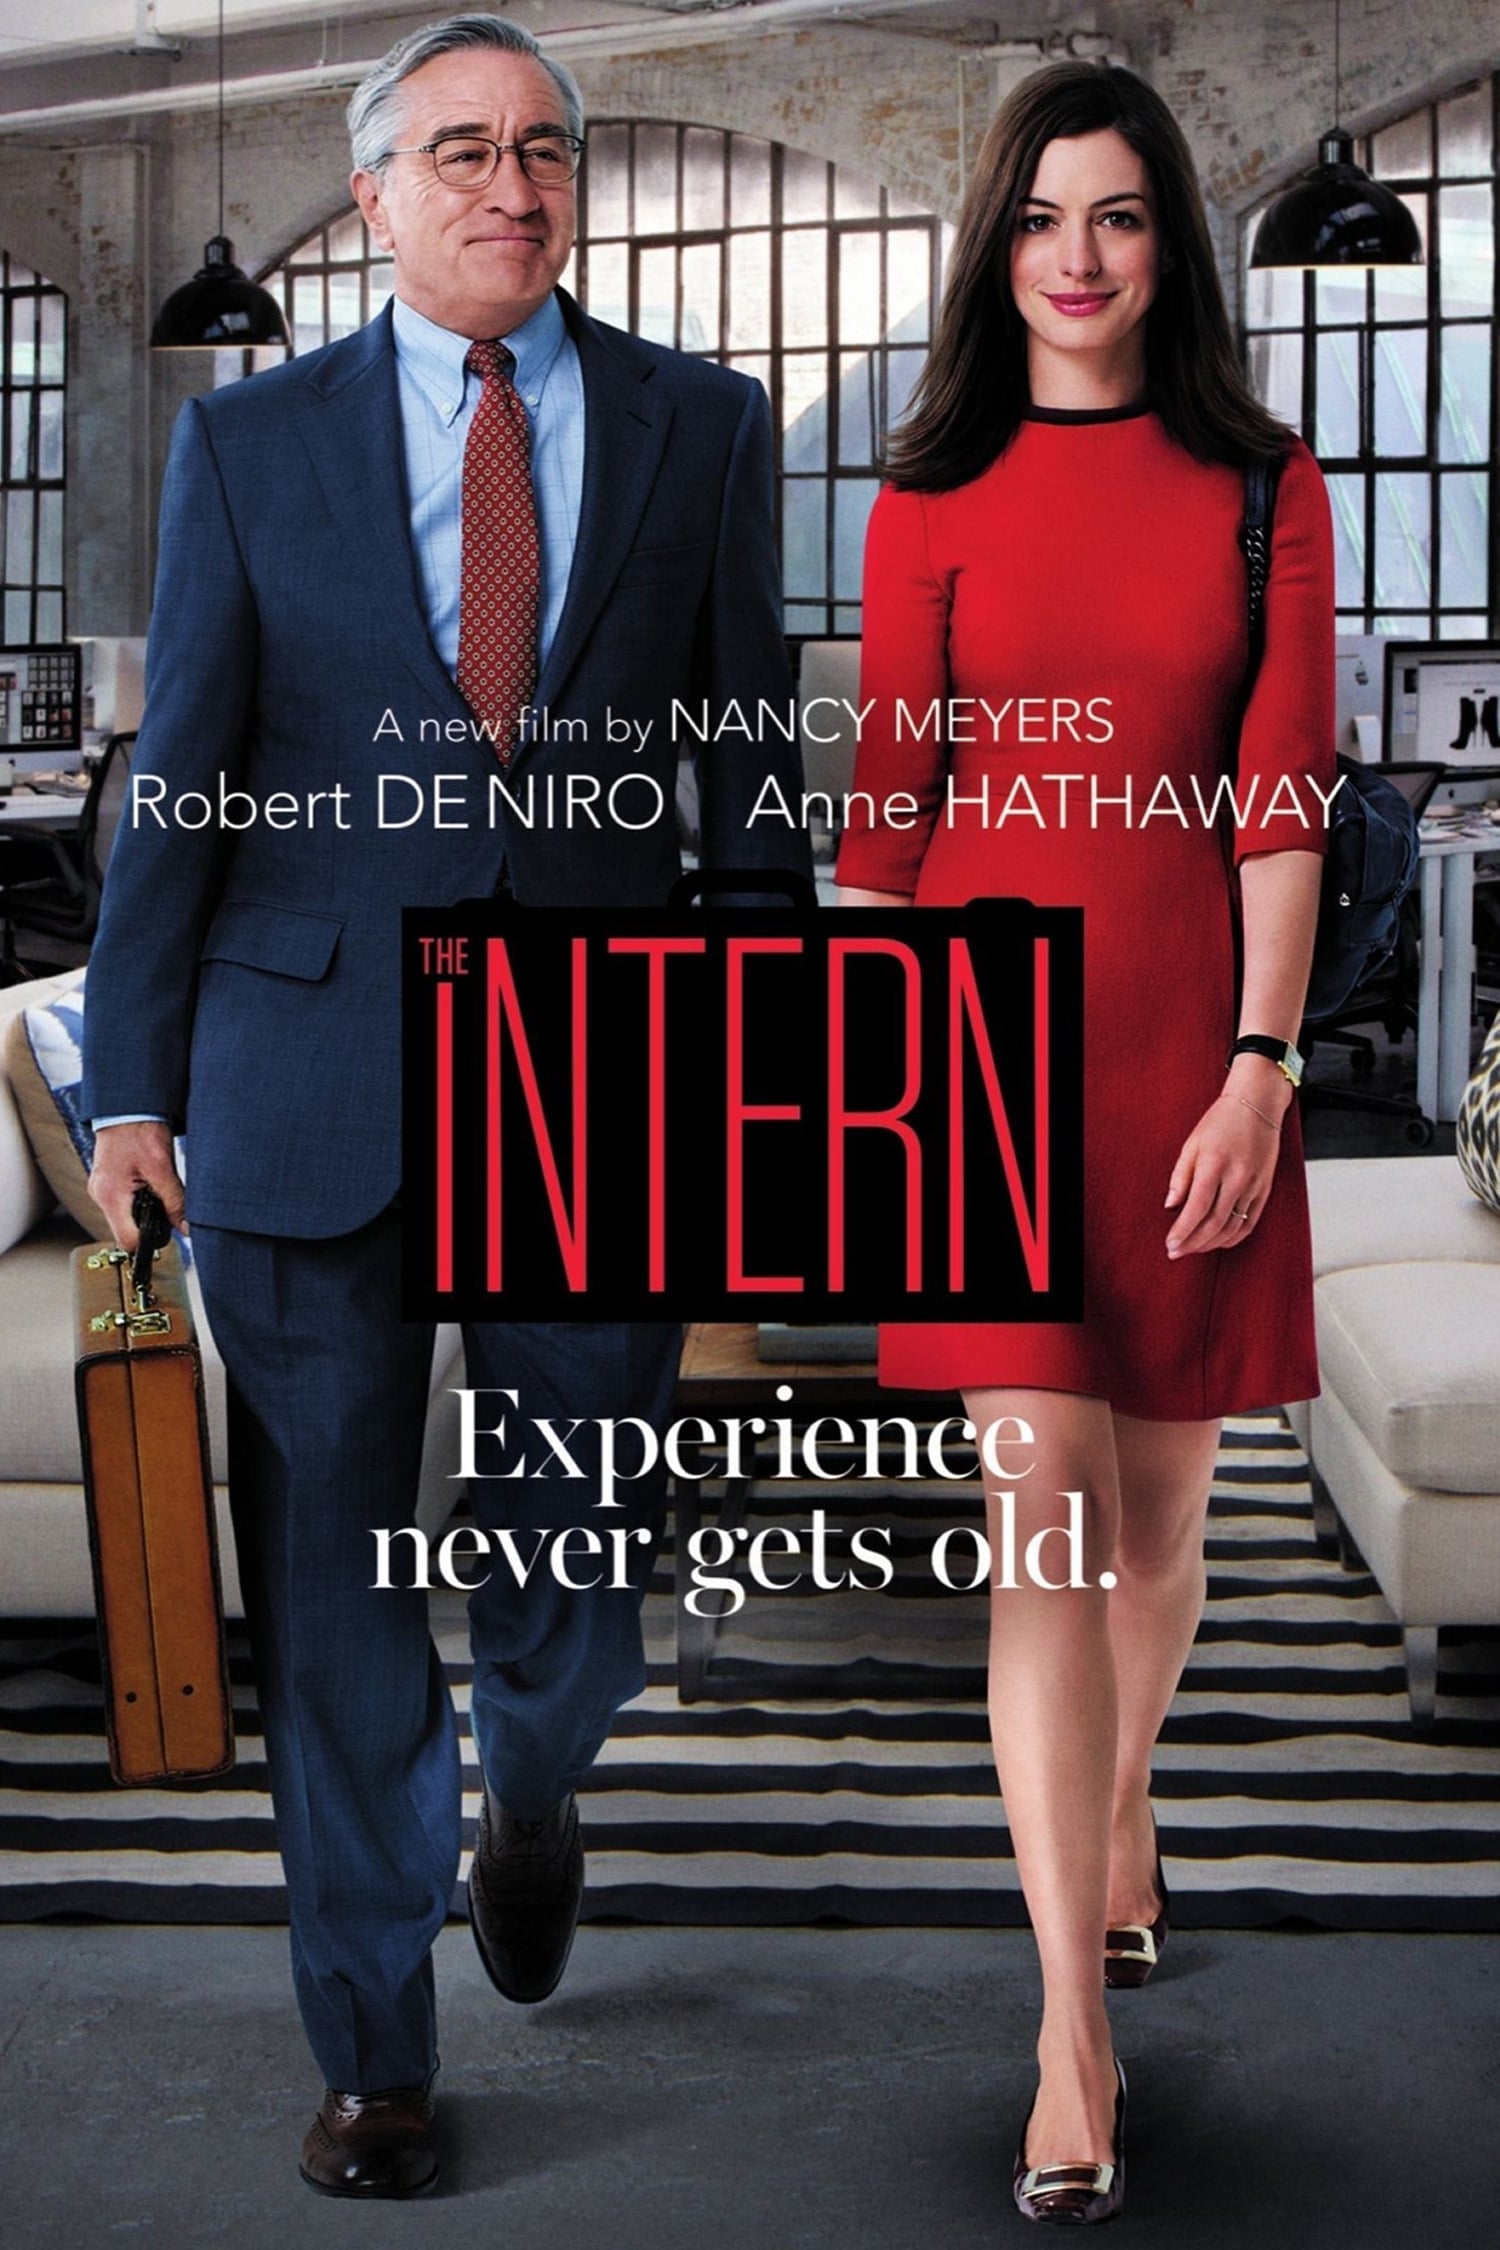 A new film by NANCY MEYERS
Robert DE NIRO Anne HATHAWAY
THE INTERN
Experience
never gets old.